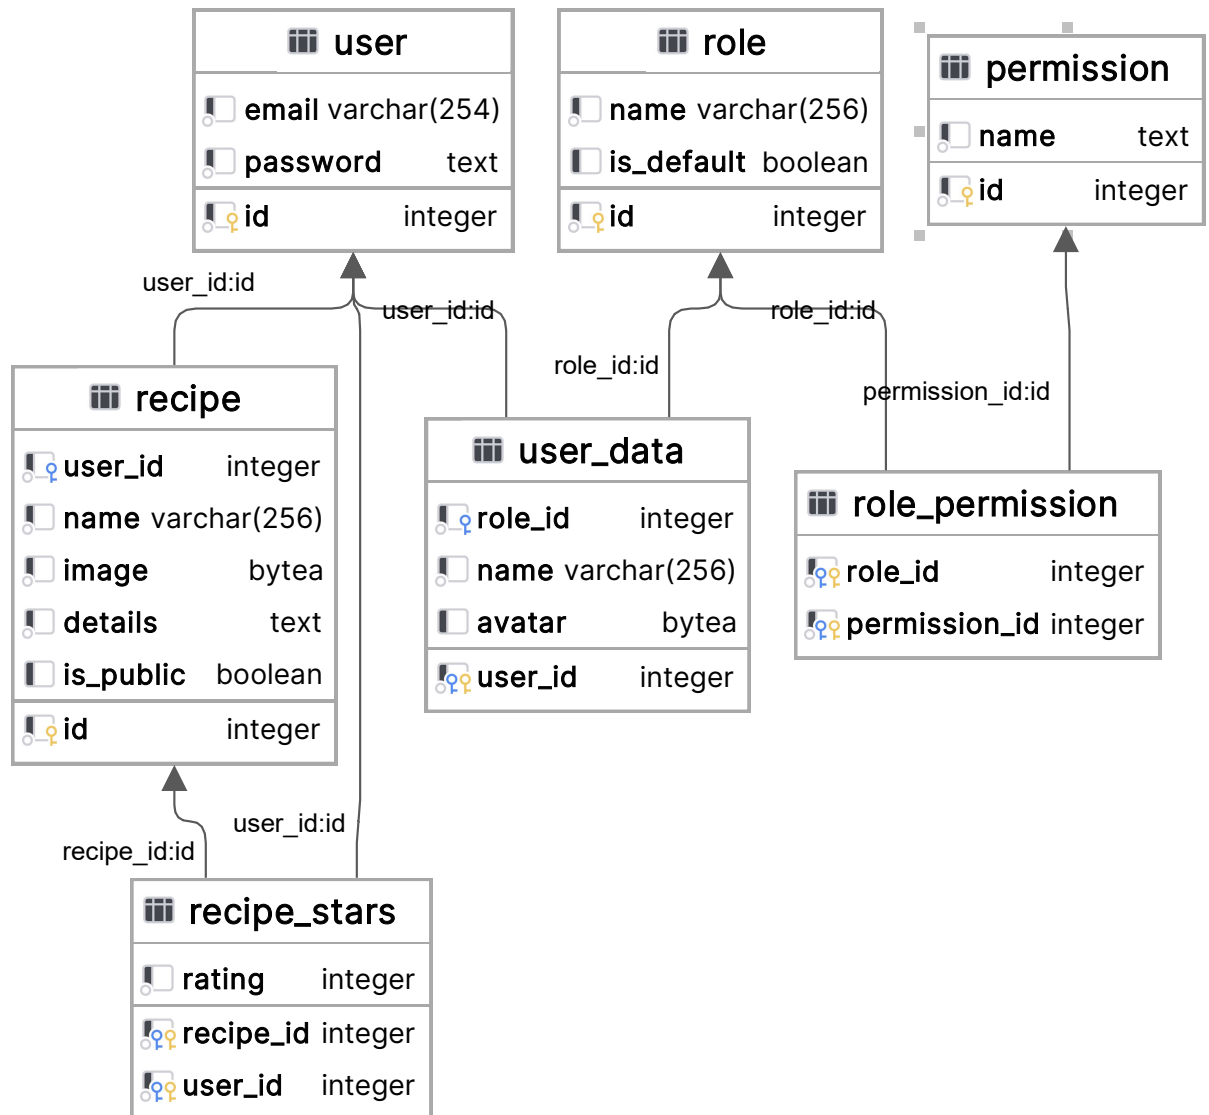 user
email varchar(254)
password text
id integer
role
name varchar(256)
is_default boolean
id integer
permission
name text
id integer
user_id:id
user_id:id
role_id:id
role_id:id
permission_id:id
recipe
user_id integer
name varchar(256)
image bytea
details text
is_public boolean
id integer
user_data
role_id integer
name varchar(256)
avatar bytea
user_id integer
role_permission
role_id integer
permission_id integer
user_id:id
recipe_id:id
recipe_stars
rating integer
recipe_id integer
user_id integer